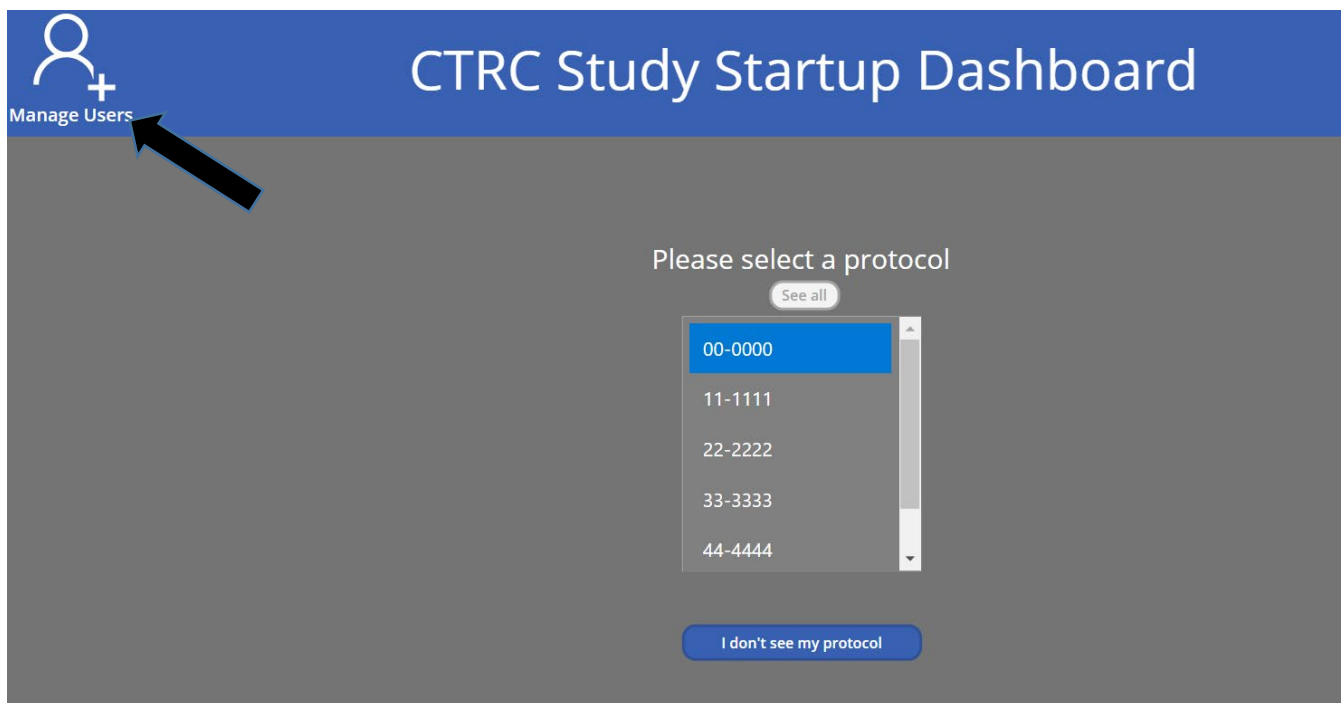 CTRC Study Startup Dashboard
Manage Users
Please select a protocol
See all
00-0000
11-1111
22-2222
33-3333
44-4444
I don't see my protocol